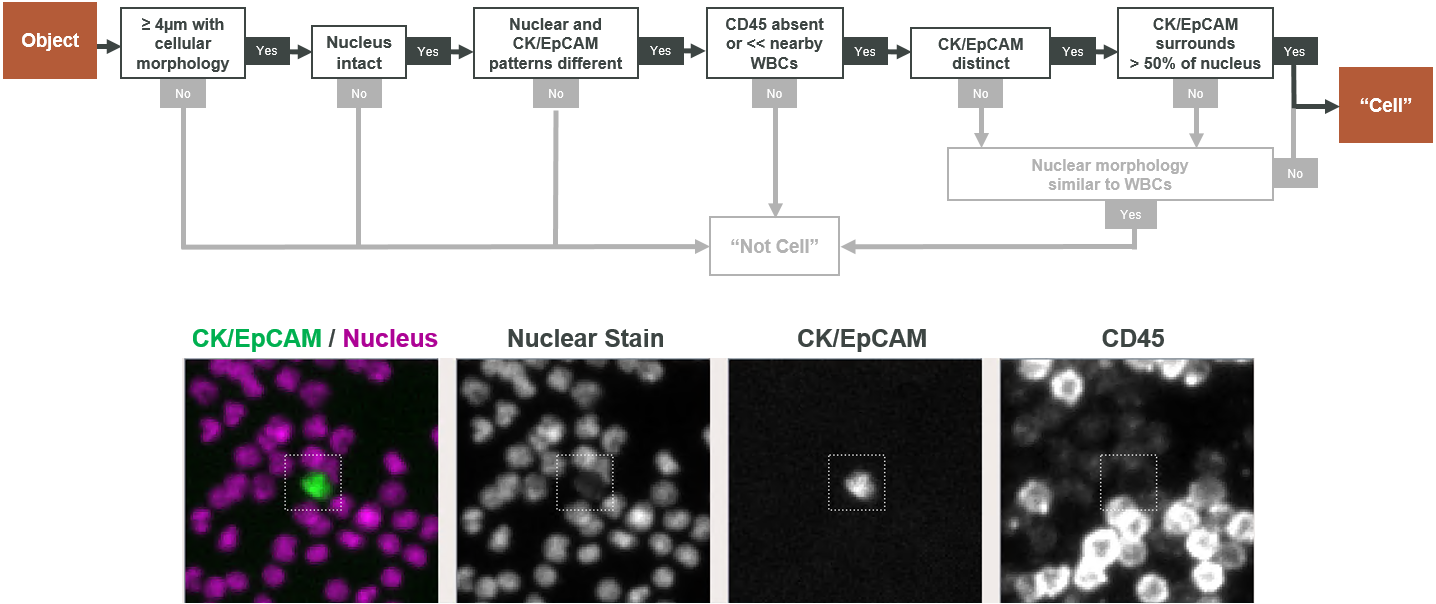 Object
≥ 4µm with
cellular
morphology
Yes
No
Nucleus
intact
Yes
No
Nuclear and
CK/EpCAM
patterns different
Yes
No
CD45 absent
or << nearby
WBCs
Yes
No
CK/EpCAM
distinct
Yes
No
CK/EpCAM
surrounds
> 50% of nucleus
Yes
No
“Cell”
Nuclear morphology
similar to WBCs
No
Yes
“Not Cell”
CK/EpCAM / Nucleus
Nuclear Stain
CK/EpCAM
CD45